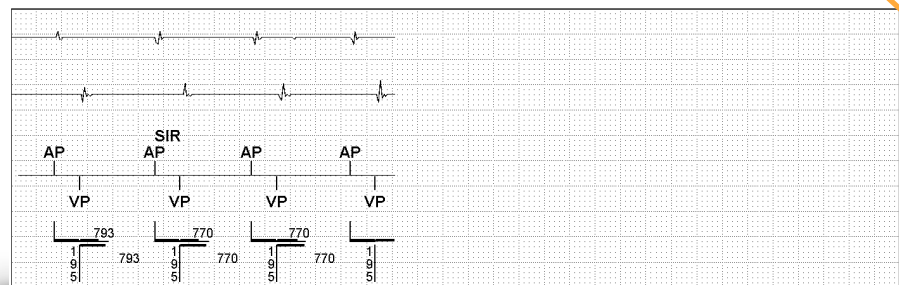 SIR
AP AP AP AP
VP VP VP VP
793 770 770
195 793 195 770 195 770 195